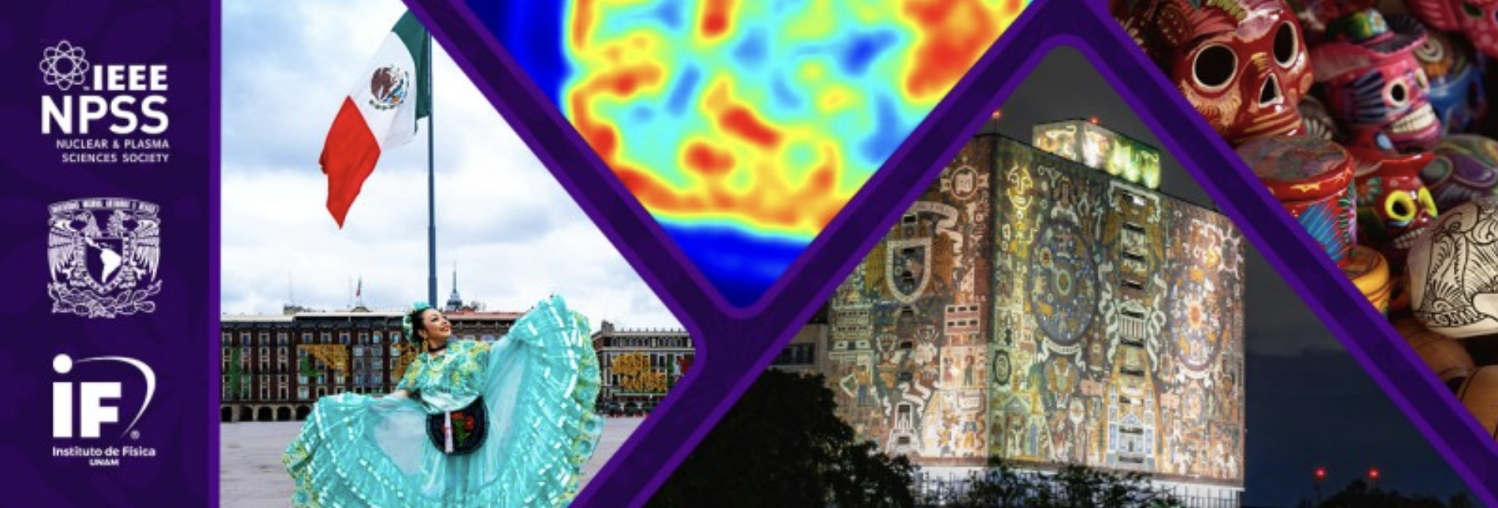 IEEE
NPSS
NUCLEAR & PLASMA
SCIENCES SOCIETY
iF®
Instituto de Física
UNAM